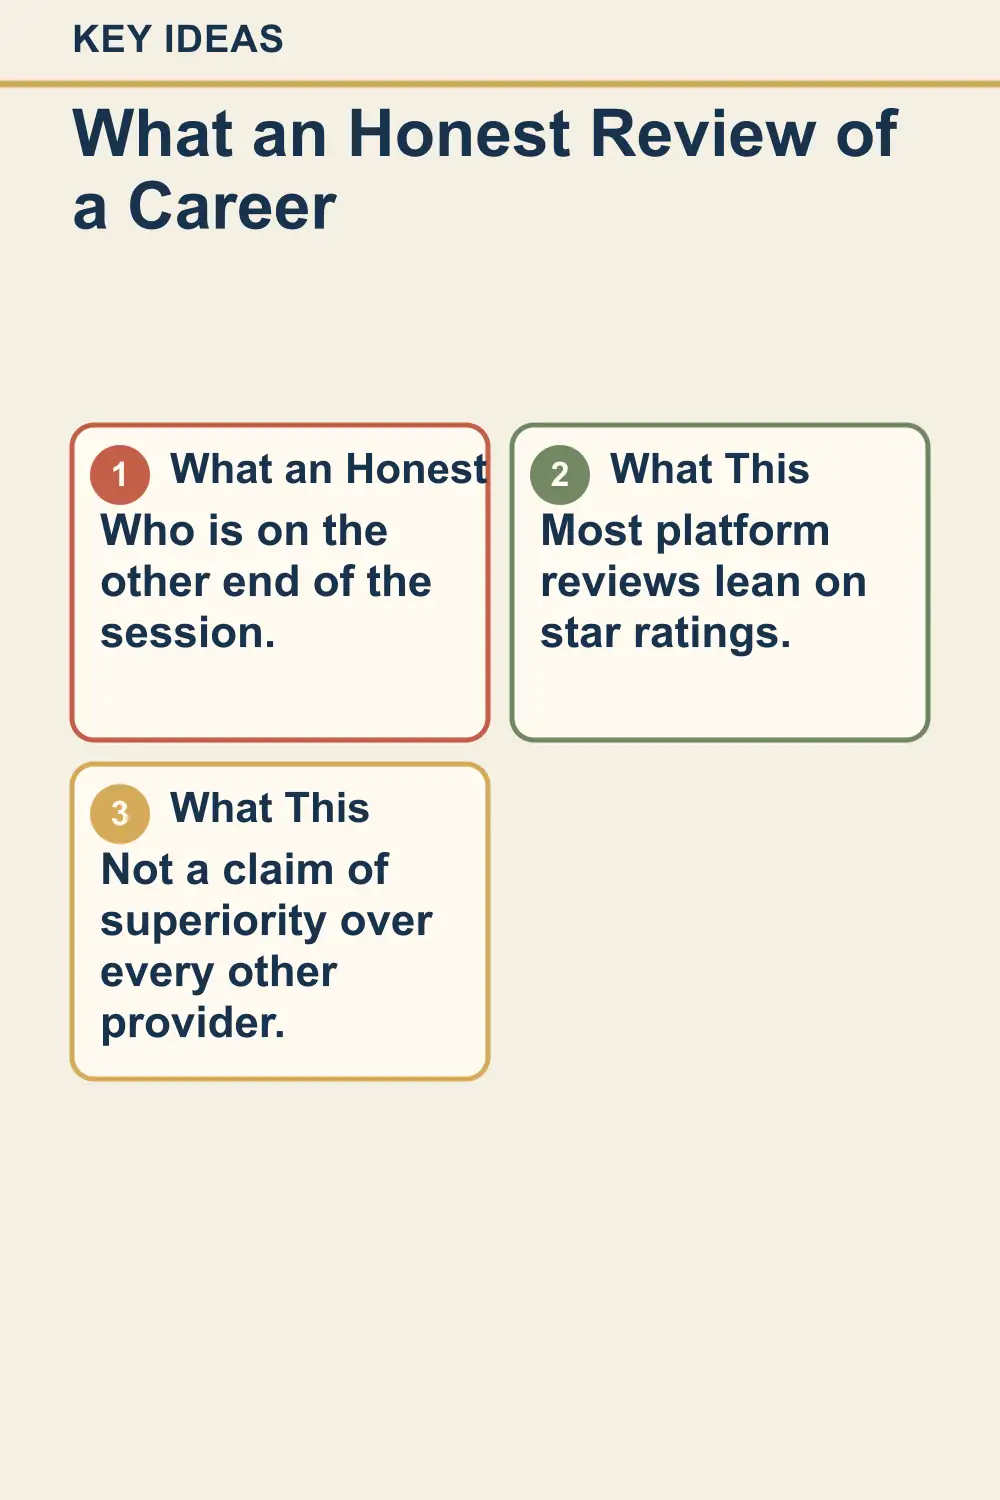 KEY IDEAS
What an Honest Review of
a Career
1 What an Honest
Who is on the
other end of the
session.
2 What This
Most platform
reviews lean on
star ratings.
3 What This
Not a claim of
superiority over
every other
provider.